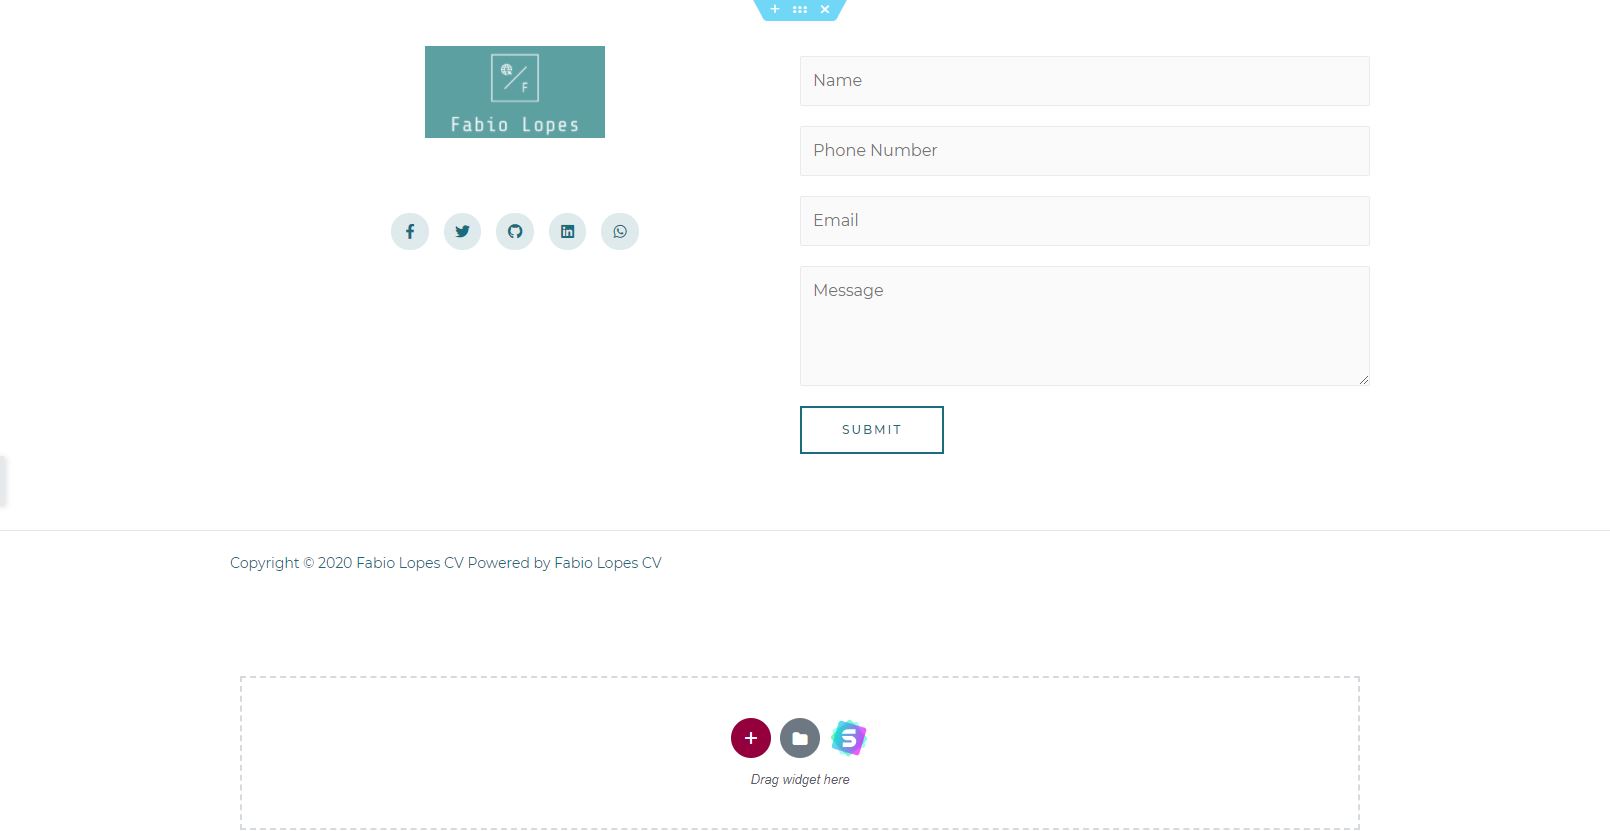 F
Fabio Lopes
Name
Phone Number
Email
Message
SUBMIT
Copyright © 2020 Fabio Lopes CV Powered by Fabio Lopes CV
Drag widget here